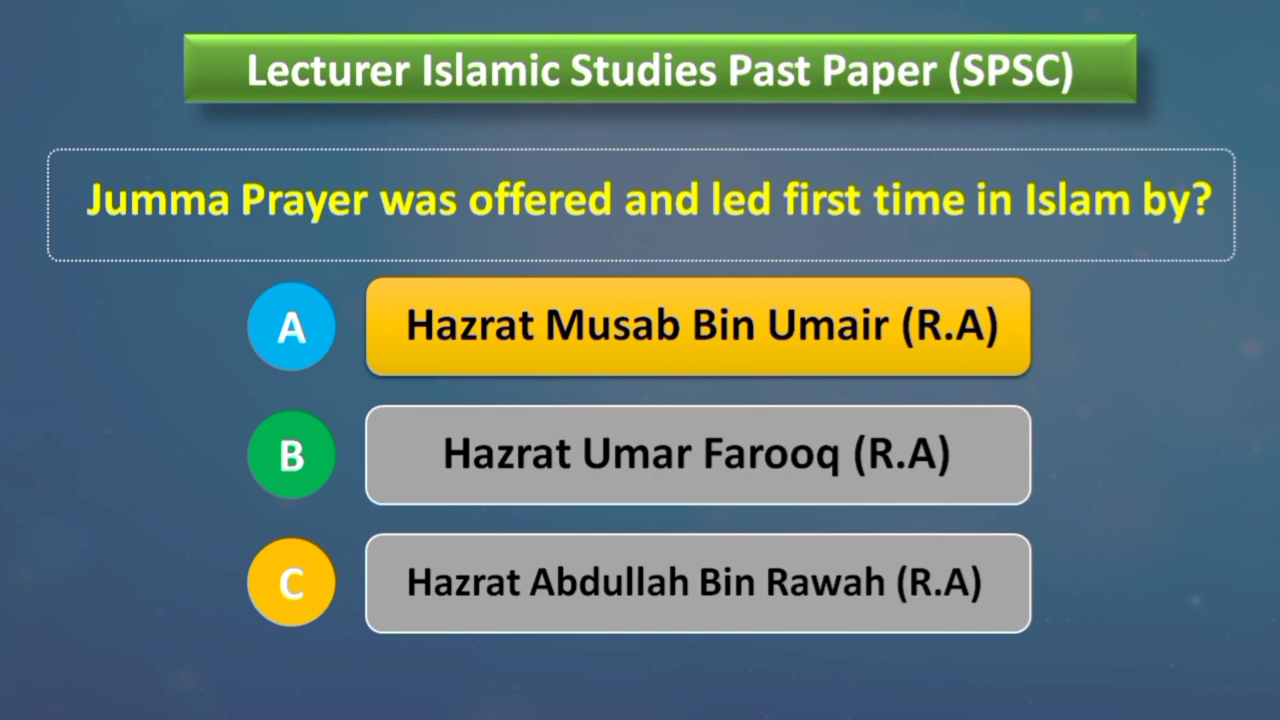 Lecturer Islamic Studies Past Paper (SPSC)
Jumma Prayer was offered and led first time in Islam by?
A Hazrat Musab Bin Umair (R.A)
B Hazrat Umar Farooq (R.A)
C Hazrat Abdullah Bin Rawah (R.A)